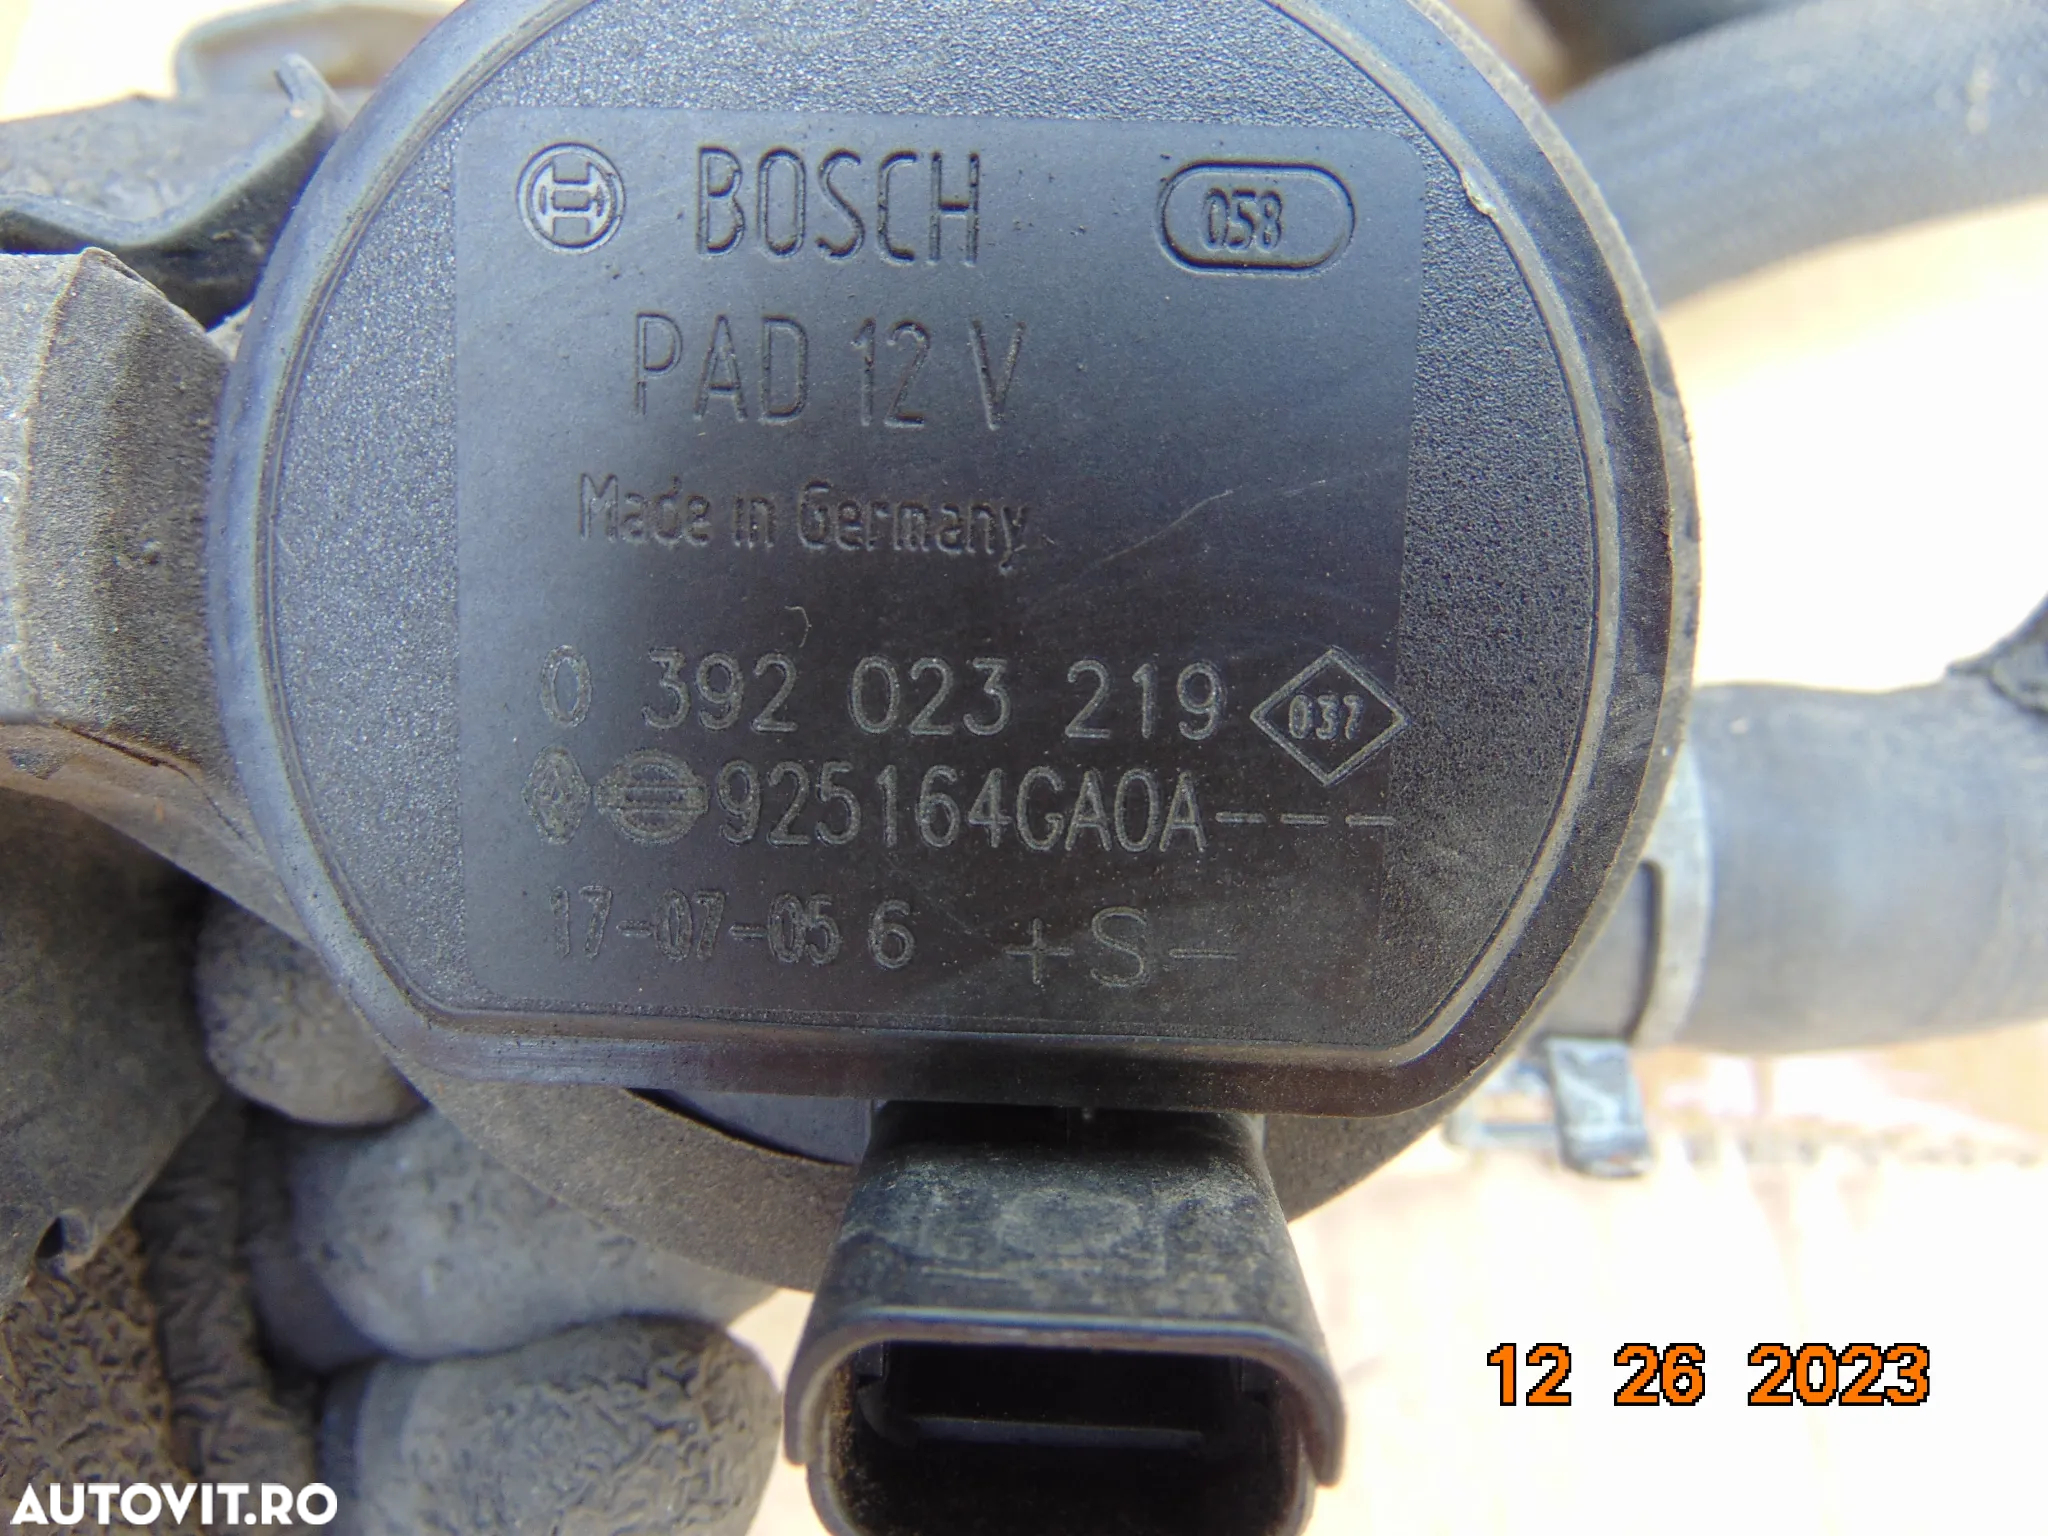 BOSCH 058
PAD 12 V
Made in Germany
0 392 023 219 037
925164GA0A---
17-07-05 6 +S-
12 26 2023
AUTOVIT.RO